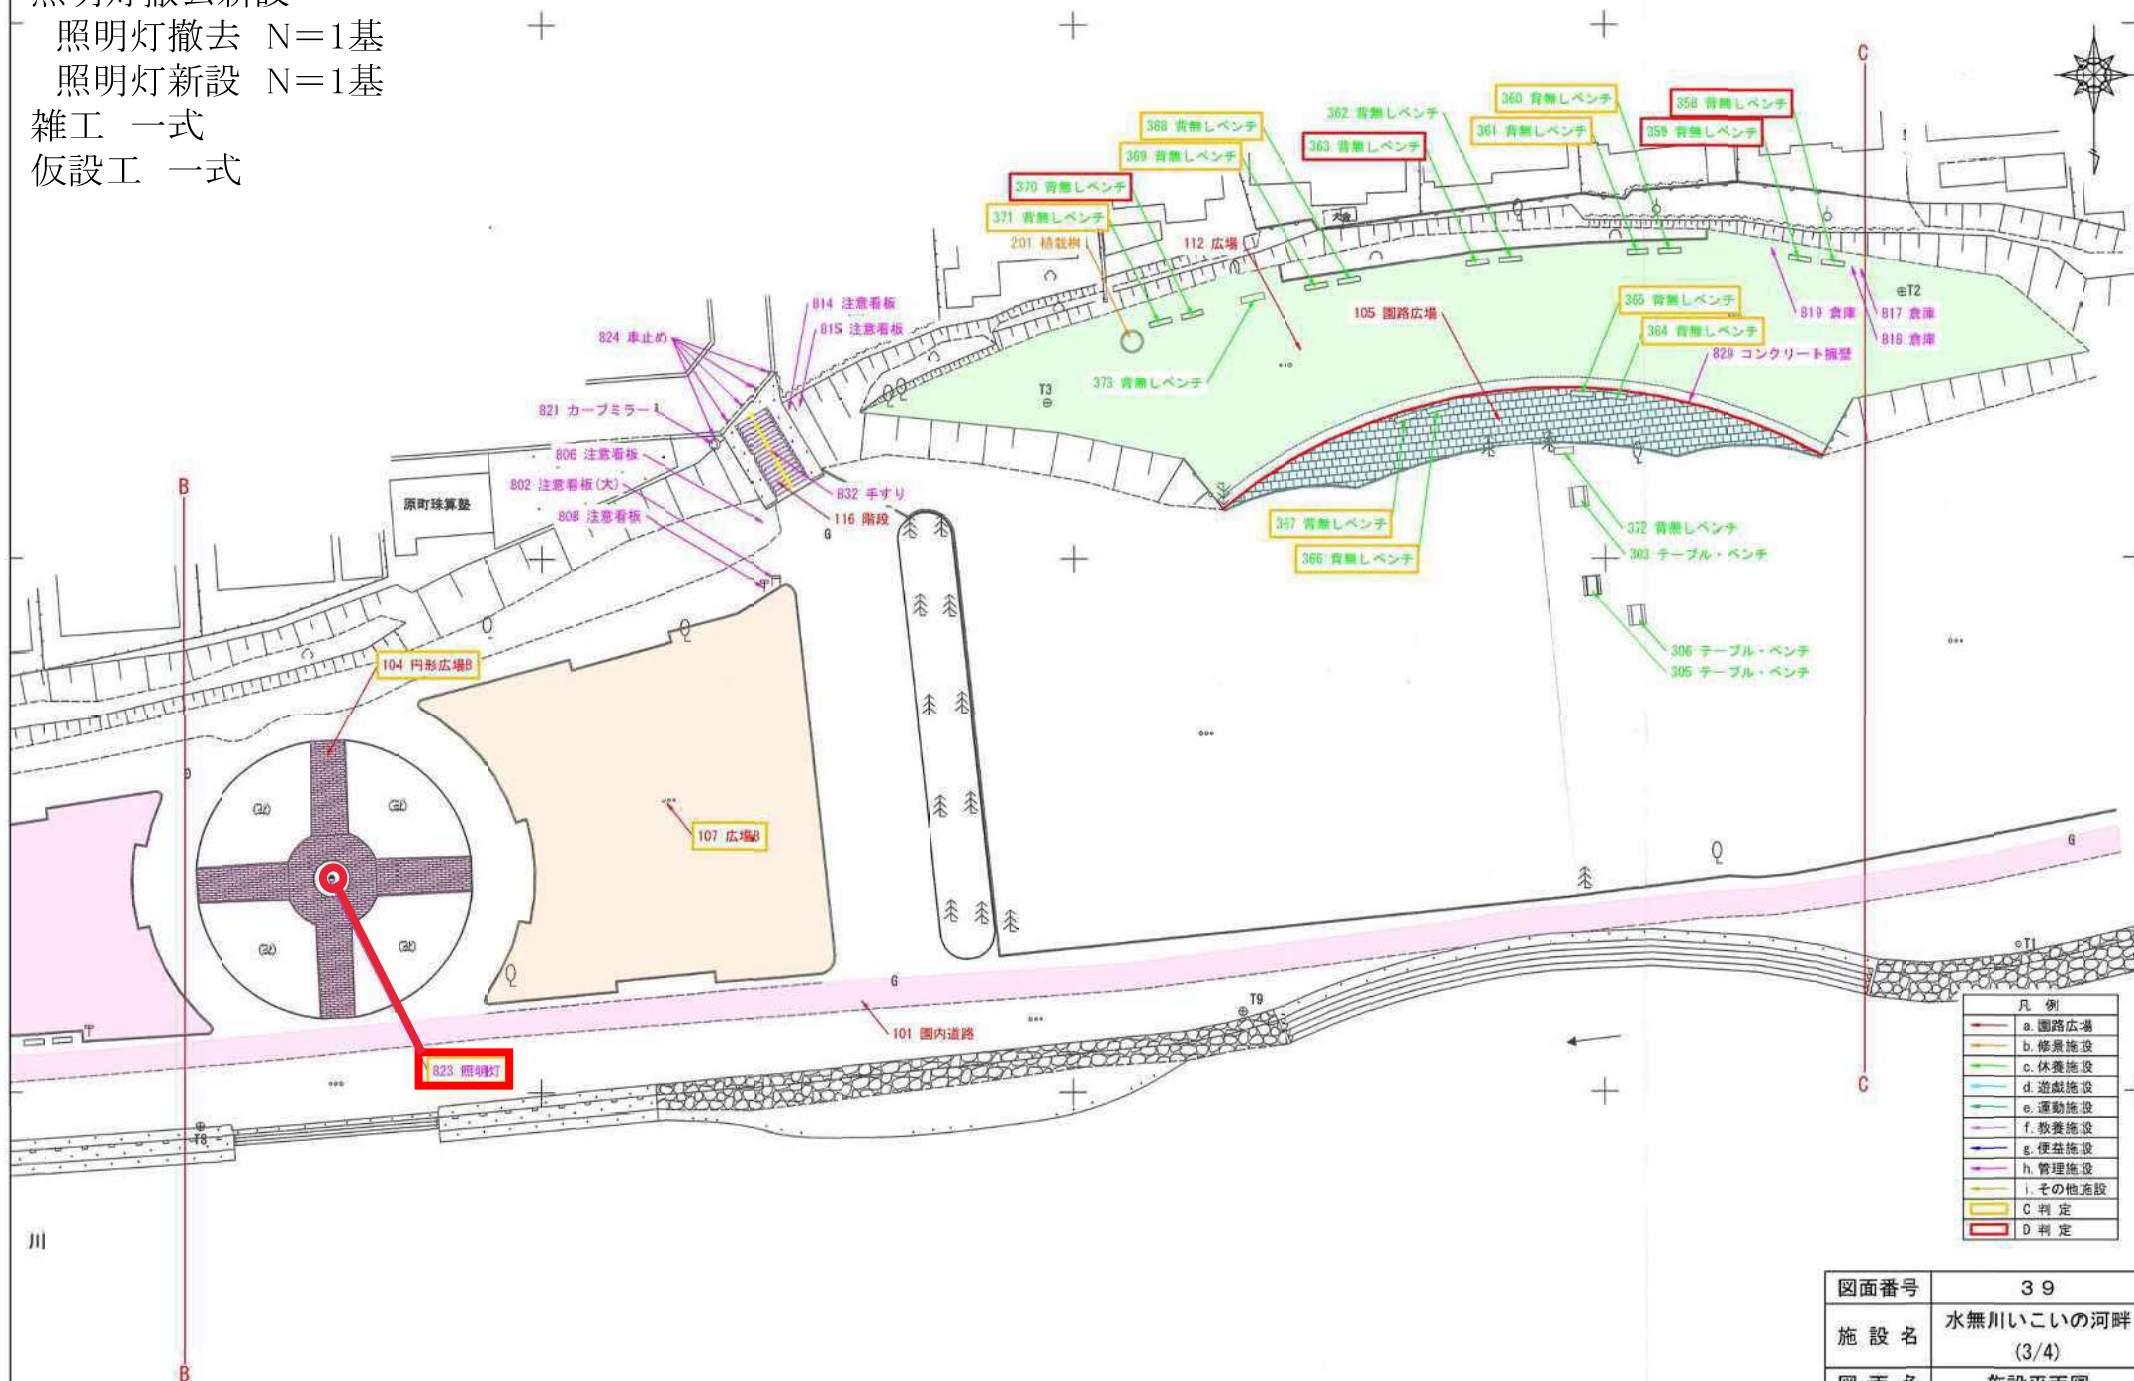 照明灯撤去新設
照明灯撤去 N＝1基
照明灯新設 N＝1基
雑工 一式
仮設工 一式
C
368 背無しベンチ
369 背無しベンチ
370 背無しベンチ
371 背無しベンチ
201 植栽樹
112 広場
362 背無しベンチ
363 背無しベンチ
360 背無しベンチ
361 背無しベンチ
358 背無しベンチ
359 背無しベンチ
814 注意看板
815 注意看板
824 車止め
821 カーブミラー
806 注意看板
802 注意看板(大)
808 注意看板
832 手すり
116 階段
G
原町珠算塾
B
T3
373 背無しベンチ
105 園路広場
365 背無しベンチ
364 背無しベンチ
829 コンクリート擁壁
819 倉庫
817 倉庫
818 倉庫
T2
367 背無しベンチ
366 背無しベンチ
372 背無しベンチ
303 テーブル・ベンチ
306 テーブル・ベンチ
305 テーブル・ベンチ
104 円形広場B
107 広場B
823 照明灯
101 園内道路
G
G
T9
T1
T8
C
B
川
凡 例
a. 園路広場
b. 修景施設
c. 休養施設
d. 遊戯施設
e. 運動施設
f. 教養施設
g. 便益施設
h. 管理施設
i. その他施設
C 判 定
D 判 定
図面番号 39
施 設 名 水無川いこいの河畔
(3/4)
図 面 名 施設平面図